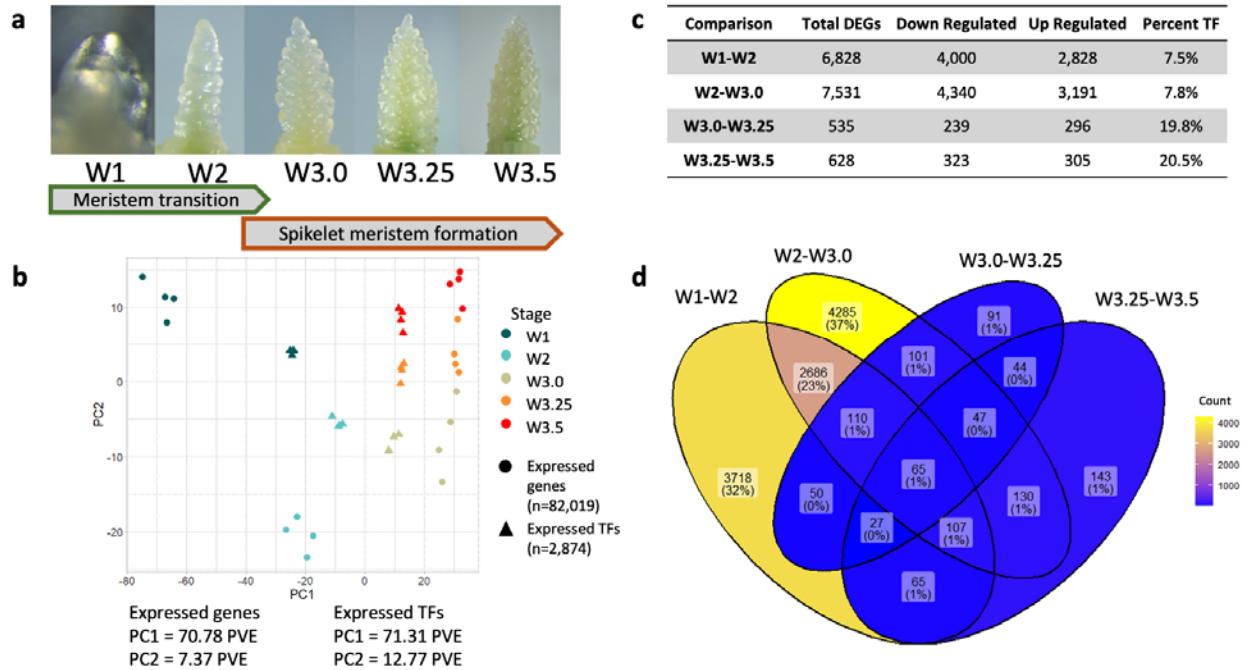 a
W1
W2
W3.0
W3.25
W3.5
Meristem transition
Spikelet meristem formation
b
10
0
-10
-20
PC2
-80
-60
-40
-20
0
20
PC1
Stage
W1
W2
W3.0
W3.25
W3.5
Expressed
genes
(n=82,019)
Expressed TFs
(n=2,874)
Expressed genes
PC1 = 70.78 PVE
PC2 = 7.37 PVE
Expressed TFs
PC1 = 71.31 PVE
PC2 = 12.77 PVE
c
Comparison Total DEGs Down Regulated Up Regulated Percent TF
W1-W2 6,828 4,000 2,828 7.5%
W2-W3.0 7,531 4,340 3,191 7.8%
W3.0-W3.25 535 239 296 19.8%
W3.25-W3.5 628 323 305 20.5%
d
W1-W2
W2-W3.0
W3.0-W3.25
W3.25-W3.5
4285
(37%)
91
(1%)
101
(1%)
44
(0%)
2686
(23%)
110
(1%)
47
(0%)
3718
(32%)
65
(1%)
143
(1%)
50
(0%)
130
(1%)
27
(0%)
107
(1%)
65
(1%)
Count
4000
3000
2000
1000